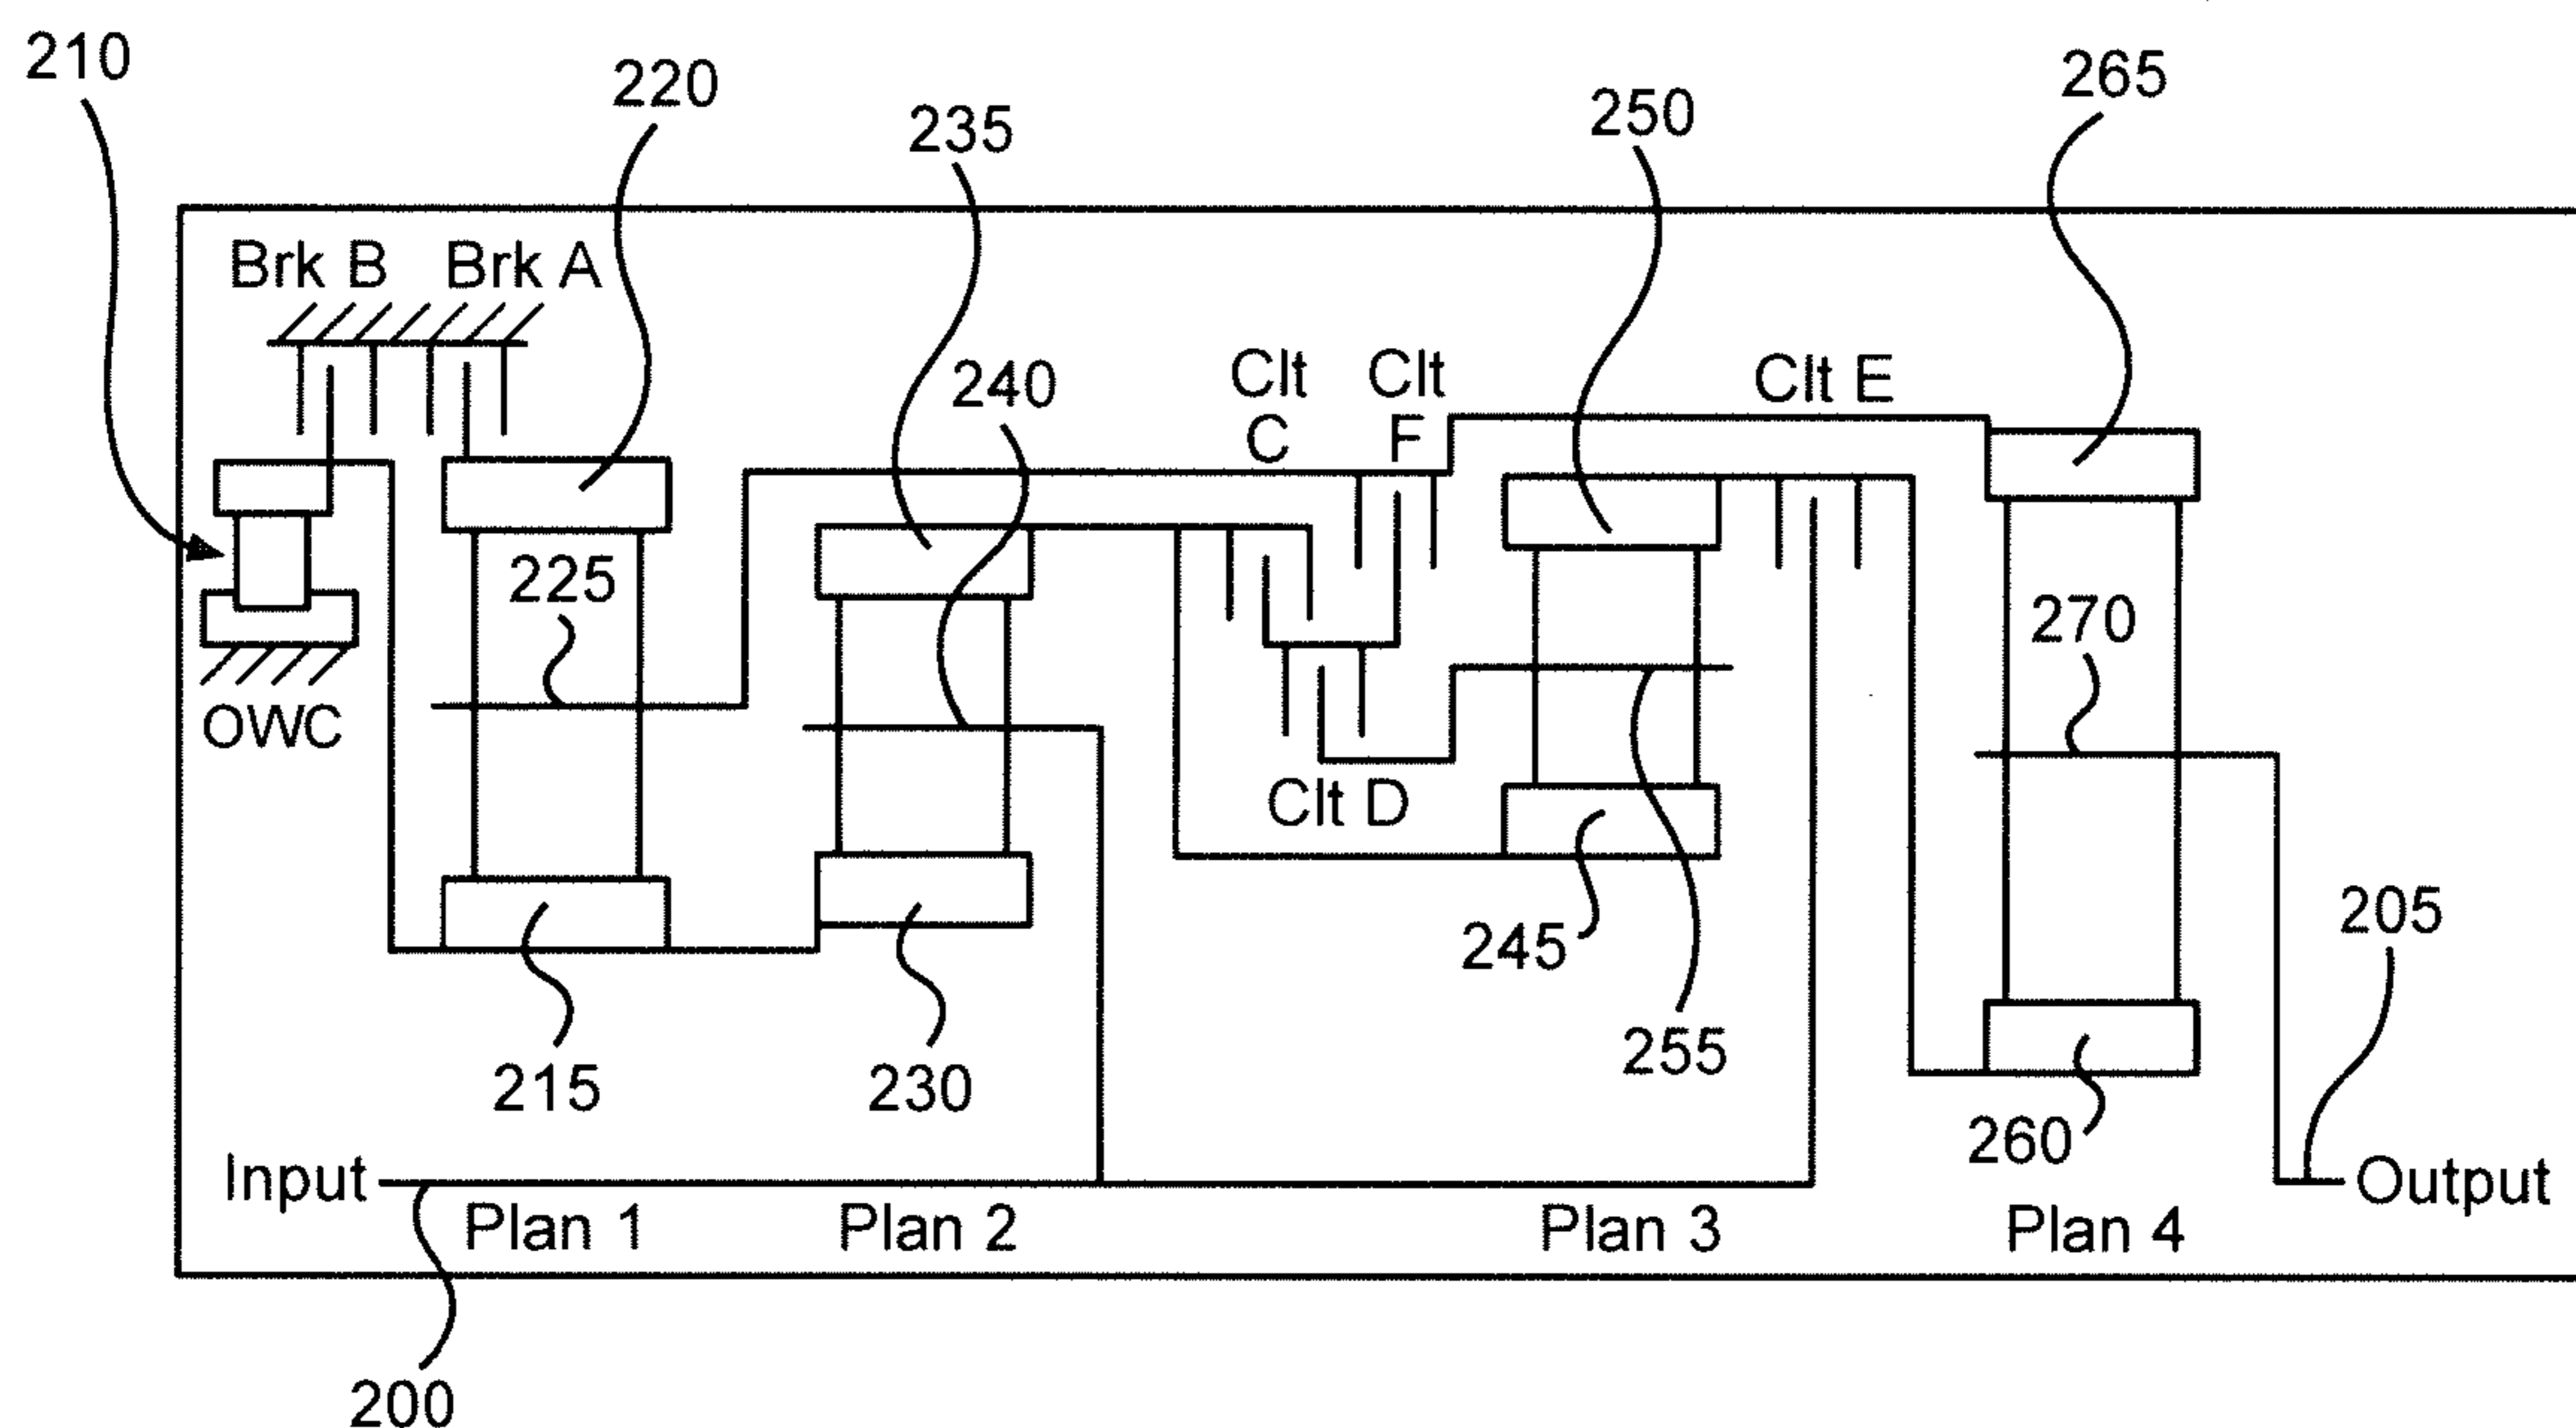 210
220
235
250
265
Brk B
Brk A
240
Clt
C
Clt
F
Clt E
225
270
OWC
Clt D
245
205
215
230
255
260
Input
Plan 1
Plan 2
Plan 3
Plan 4
Output
200